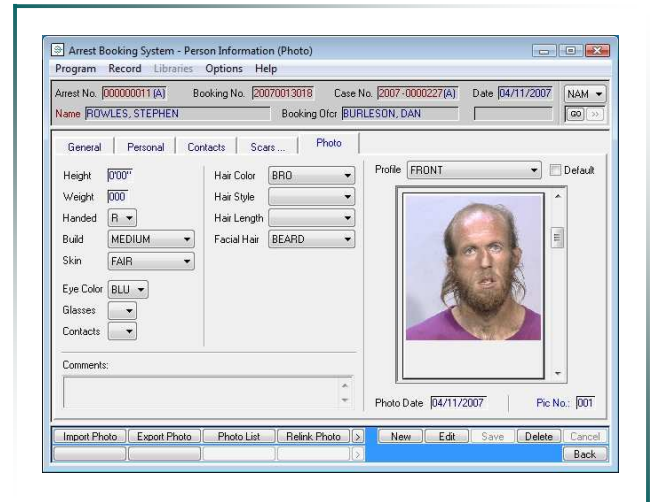 Arrest Booking System - Person Information (Photo)
Program Record Libraries Options Help
Arrest No. 000000011 (A) Booking No. 20070013018 Case No. 2007-0000227(A) Date 04/11/2007 NAM
Name ROWLES, STEPHEN Booking Ofcr BURLESON, DAN GO >>
General Personal Contacts Scars ... Photo
Height 0'00" Hair Color BRO Profile FRONT Default
Weight 000 Hair Style
Handed R Hair Length
Build MEDIUM Facial Hair BEARD
Skin FAIR
Eye Color BLU
Glasses
Contacts
Comments:
Photo Date 04/11/2007 Pic No.: 001
Import Photo Export Photo Photo List Relink Photo > New Edit Save Delete Cancel
> Back